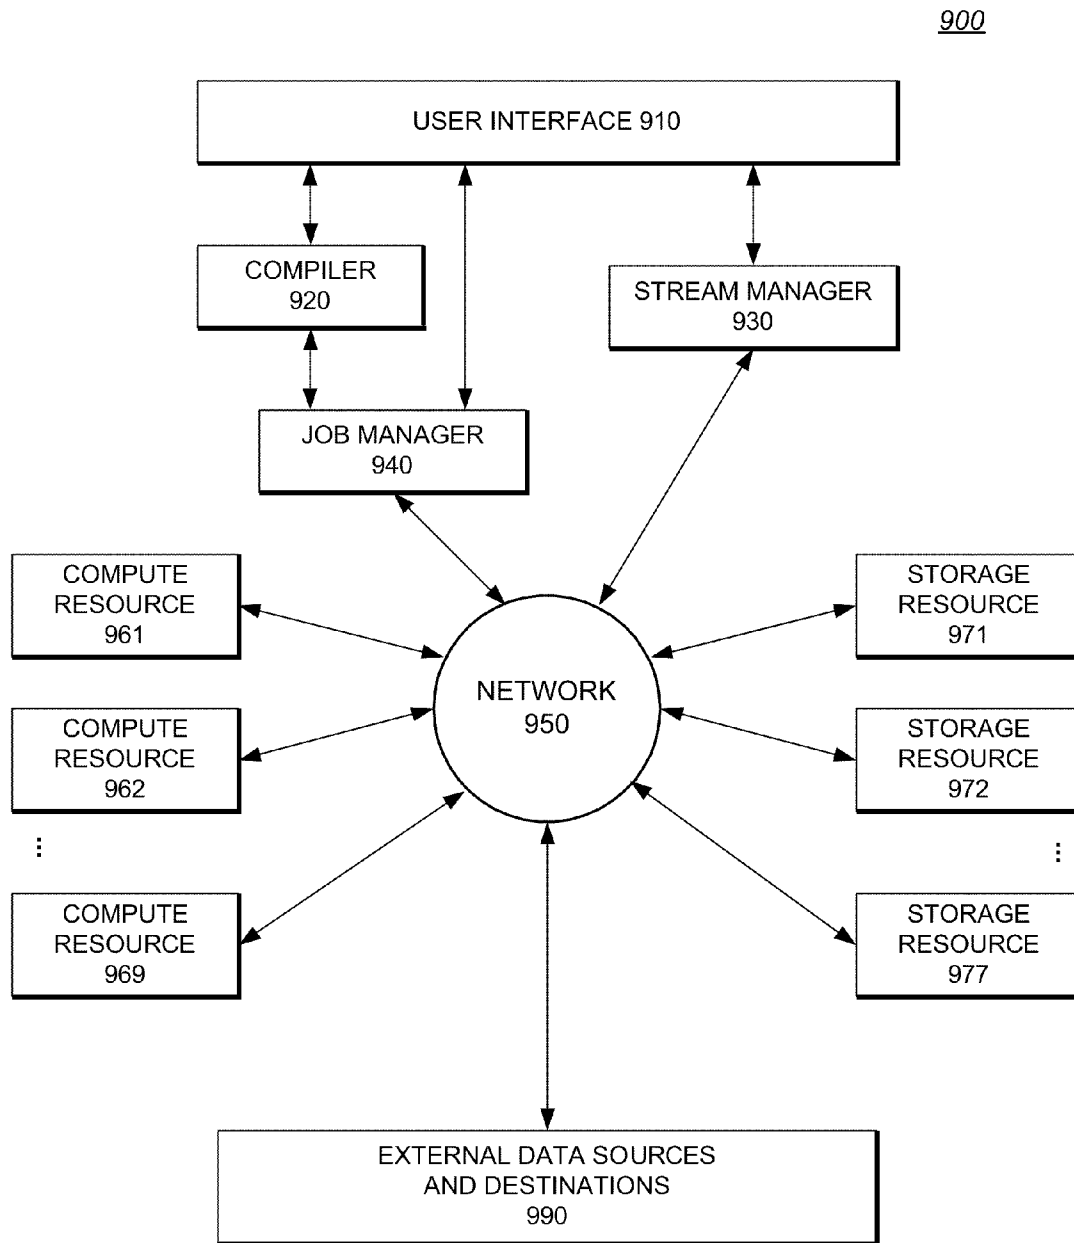 900
USER INTERFACE 910
COMPILER
920
STREAM MANAGER
930
JOB MANAGER
940
COMPUTE
RESOURCE
961
STORAGE
RESOURCE
971
NETWORK
950
COMPUTE
RESOURCE
962
STORAGE
RESOURCE
972
...
...
COMPUTE
RESOURCE
969
STORAGE
RESOURCE
977
EXTERNAL DATA SOURCES
AND DESTINATIONS
990